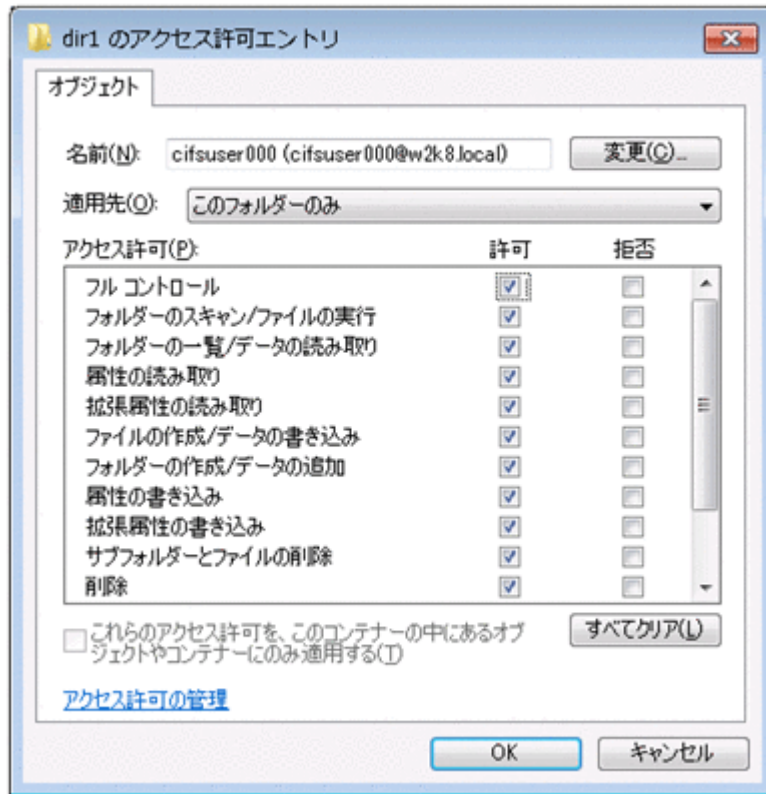 dir1 のアクセス許可エントリ
オブジェクト
名前(N): cifsuser000 (cifsuser000@w2k8.local) 変更(C)...
適用先(O): このフォルダーのみ
アクセス許可(P): 許可 拒否
フル コントロール
フォルダーのスキャン/ファイルの実行
フォルダーの一覧/データの読み取り
属性の読み取り
拡張属性の読み取り
ファイルの作成/データの書き込み
フォルダーの作成/データの追加
属性の書き込み
拡張属性の書き込み
サブフォルダーとファイルの削除
削除
これらのアクセス許可を、このコンテナーの中にあるオブ
ジェクトやコンテナーにのみ適用する(T)
すべてクリア(L)
アクセス許可の管理
OK キャンセル